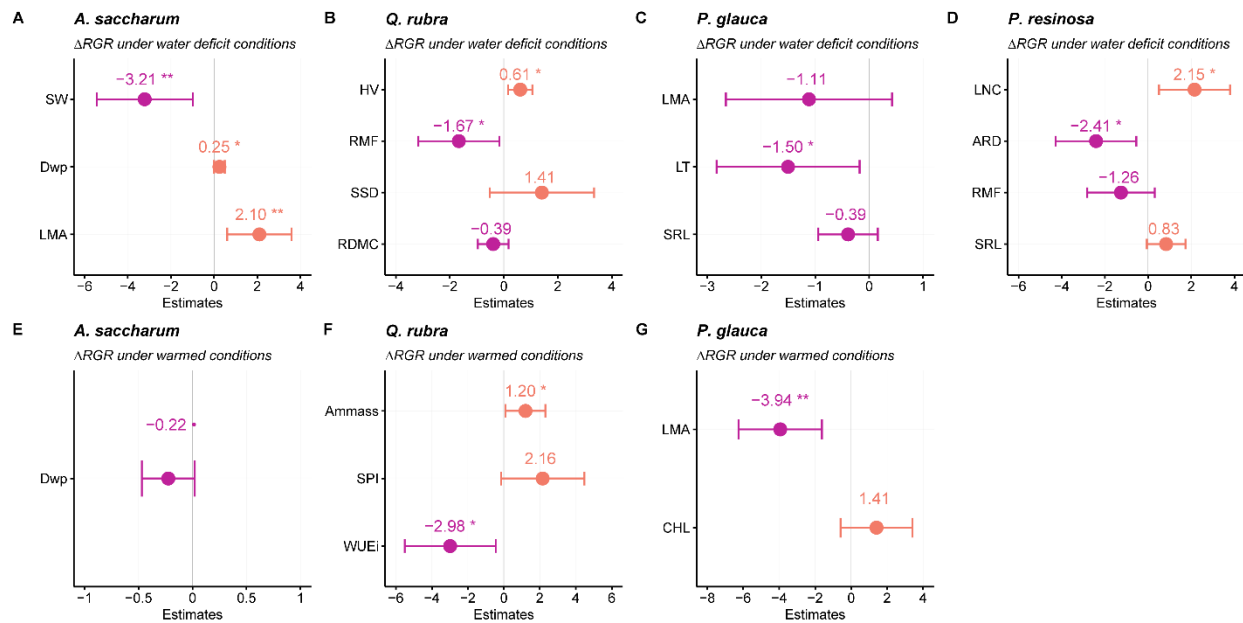 A
A. saccharum
ΔRGR under water deficit conditions
SW
Dwp
LMA
−3.21 **
0.25 *
2.10 **
−6
−4
−2
0
2
4
Estimates
B
Q. rubra
ΔRGR under water deficit conditions
HV
RMF
SSD
RDMC
0.61 *
−1.67 *
1.41
−0.39
−4
−2
0
2
4
Estimates
C
P. glauca
ΔRGR under water deficit conditions
LMA
LT
SRL
−1.11
−1.50 *
−0.39
−3
−2
−1
0
1
Estimates
D
P. resinosa
ΔRGR under water deficit conditions
LNC
ARD
RMF
SRL
2.15 *
−2.41 *
−1.26
0.83
−6
−4
−2
0
2
4
Estimates
E
A. saccharum
ΔRGR under warmed conditions
Dwp
−0.22 ·
−1
−0.5
0
0.5
1
Estimates
F
Q. rubra
ΔRGR under warmed conditions
Ammass
SPI
WUEi
1.20 *
2.16
−2.98 *
−6
−4
−2
0
2
4
6
Estimates
G
P. glauca
ΔRGR under warmed conditions
LMA
CHL
−3.94 **
1.41
−8
−6
−4
−2
0
2
4
Estimates